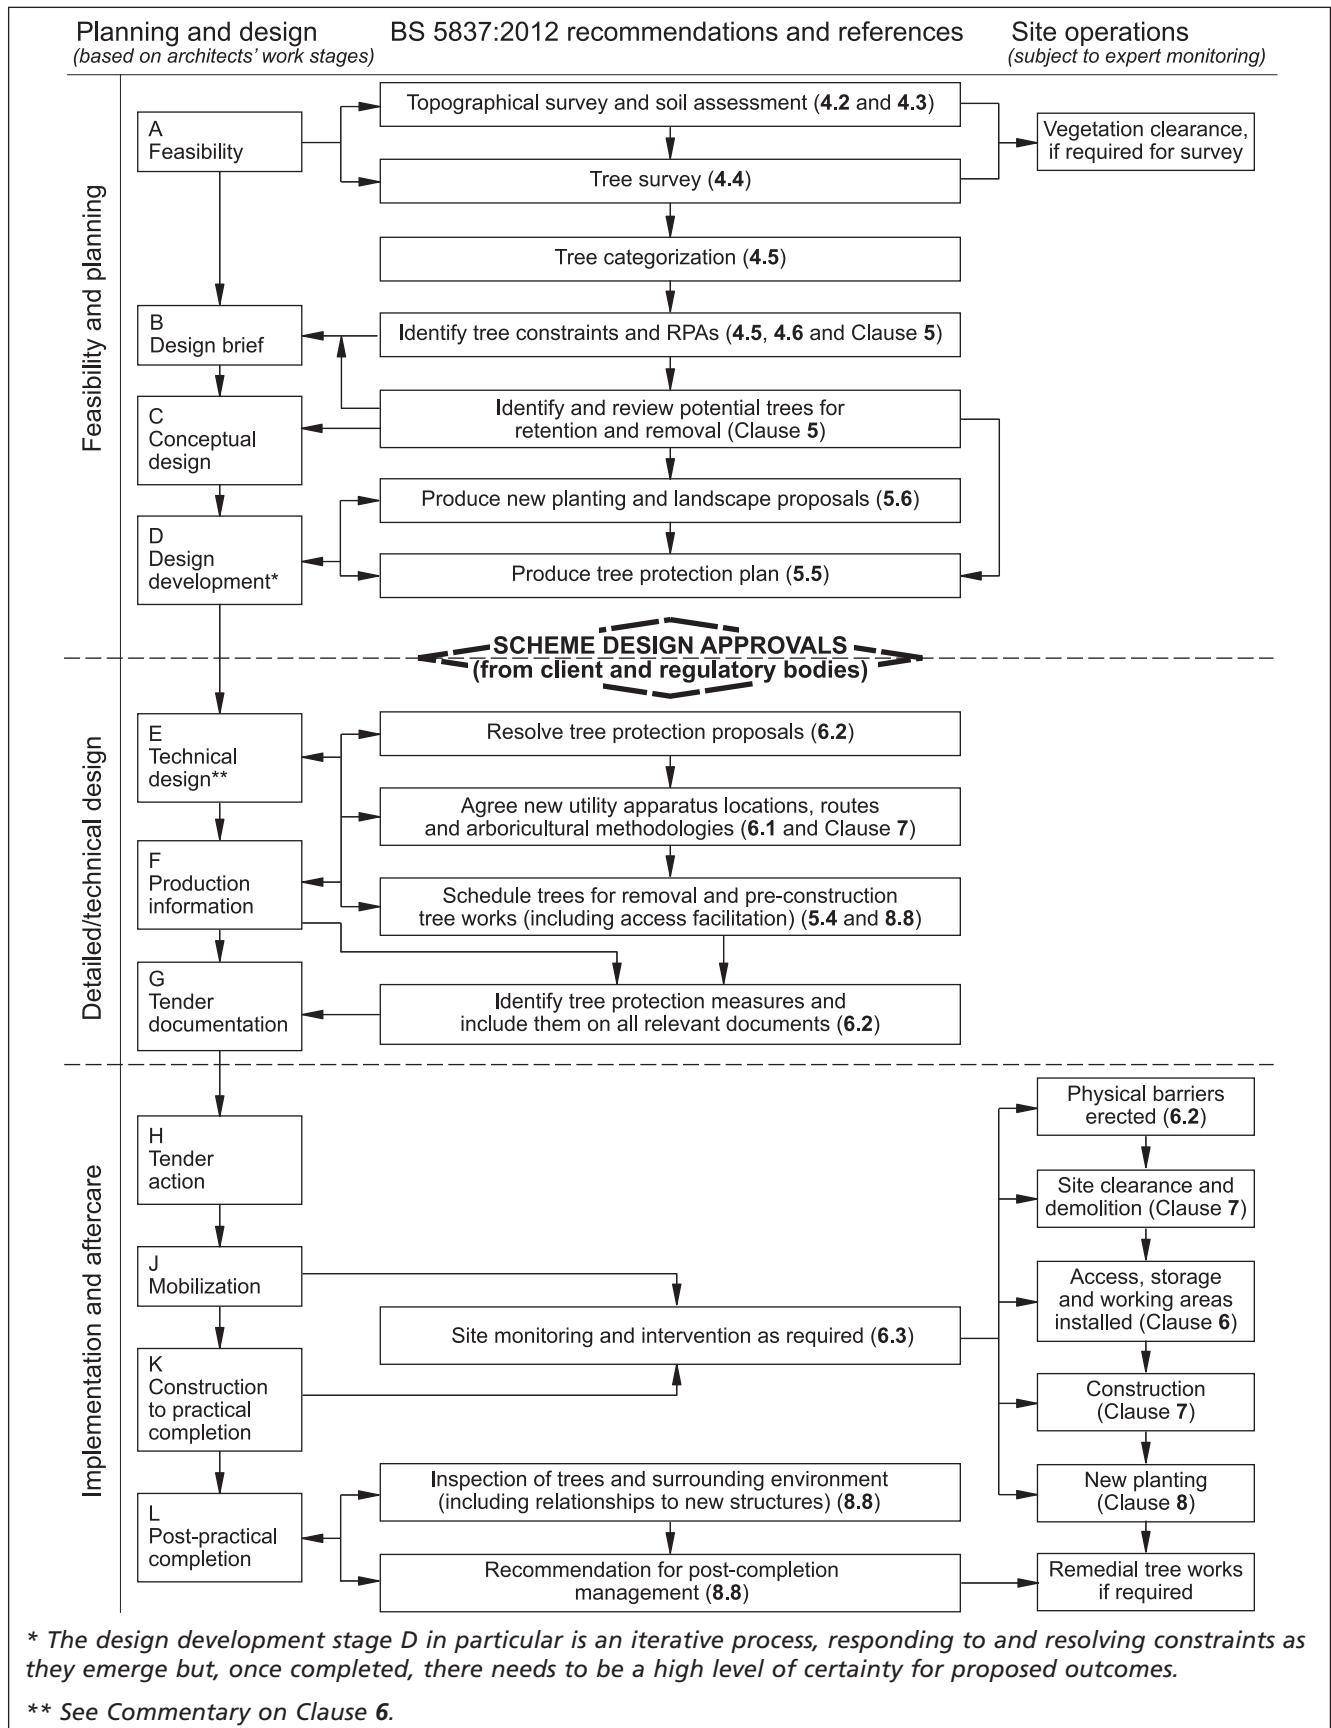 Planning and design
(based on architects' work stages)
BS 5837:2012 recommendations and references
Site operations
(subject to expert monitoring)
Feasibility and planning
A
Feasibility
Topographical survey and soil assessment (4.2 and 4.3)
Vegetation clearance,
if required for survey
Tree survey (4.4)
Tree categorization (4.5)
B
Design brief
Identify tree constraints and RPAs (4.5, 4.6 and Clause 5)
C
Conceptual
design
Identify and review potential trees for
retention and removal (Clause 5)
D
Design
development*
Produce new planting and landscape proposals (5.6)
Produce tree protection plan (5.5)
SCHEME DESIGN APPROVALS
(from client and regulatory bodies)
Detailed/technical design
E
Technical
design**
Resolve tree protection proposals (6.2)
Agree new utility apparatus locations, routes
and arboricultural methodologies (6.1 and Clause 7)
F
Production
information
Schedule trees for removal and pre-construction
tree works (including access facilitation) (5.4 and 8.8)
G
Tender
documentation
Identify tree protection measures and
include them on all relevant documents (6.2)
Implementation and aftercare
H
Tender
action
J
Mobilization
K
Construction
to practical
completion
L
Post-practical
completion
Site monitoring and intervention as required (6.3)
Inspection of trees and surrounding environment
(including relationships to new structures) (8.8)
Recommendation for post-completion
management (8.8)
Physical barriers
erected (6.2)
Site clearance and
demolition (Clause 7)
Access, storage
and working areas
installed (Clause 6)
Construction
(Clause 7)
New planting
(Clause 8)
Remedial tree works
if required
* The design development stage D in particular is an iterative process, responding to and resolving constraints as
they emerge but, once completed, there needs to be a high level of certainty for proposed outcomes.
** See Commentary on Clause 6.